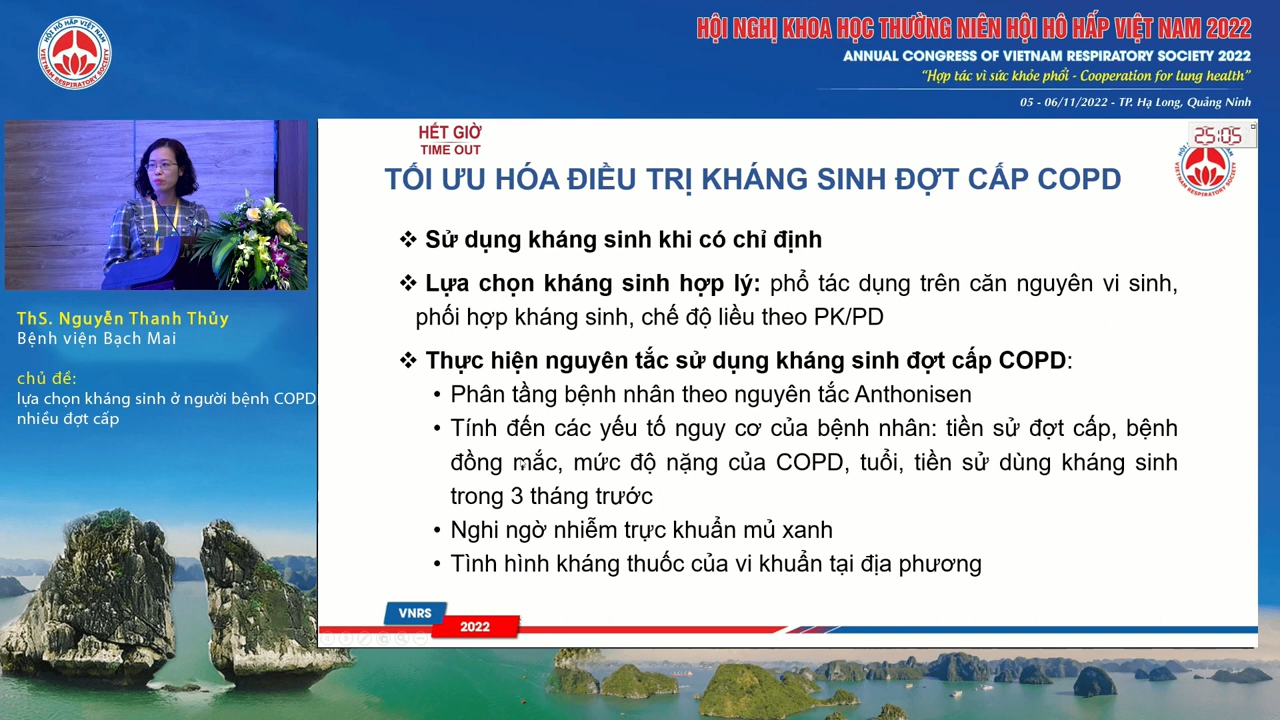 HỘI HÔ HẤP VIỆT NAM
VIETNAM RESPIRATORY SOCIETY
HỘI NGHỊ KHOA HỌC THƯỜNG NIÊN HỘI HÔ HẤP VIỆT NAM 2022
ANNUAL CONGRESS OF VIETNAM RESPIRATORY SOCIETY 2022
“Hợp tác vì sức khỏe phổi - Cooperation for lung health”
05 - 06/11/2022 - TP. Hạ Long, Quảng Ninh
ThS. Nguyễn Thanh Thủy
Bệnh viện Bạch Mai
chủ đề:
lựa chọn kháng sinh ở người bệnh COPD
nhiều đợt cấp
HẾT GIỜ
TIME OUT
25:05
TỐI ƯU HÓA ĐIỀU TRỊ KHÁNG SINH ĐỢT CẤP COPD
❖ Sử dụng kháng sinh khi có chỉ định
❖ Lựa chọn kháng sinh hợp lý: phổ tác dụng trên căn nguyên vi sinh,
phối hợp kháng sinh, chế độ liều theo PK/PD
❖ Thực hiện nguyên tắc sử dụng kháng sinh đợt cấp COPD:
• Phân tầng bệnh nhân theo nguyên tắc Anthonisen
• Tính đến các yếu tố nguy cơ của bệnh nhân: tiền sử đợt cấp, bệnh
đồng mắc, mức độ nặng của COPD, tuổi, tiền sử dùng kháng sinh
trong 3 tháng trước
• Nghi ngờ nhiễm trực khuẩn mủ xanh
• Tình hình kháng thuốc của vi khuẩn tại địa phương
VNRS
2022